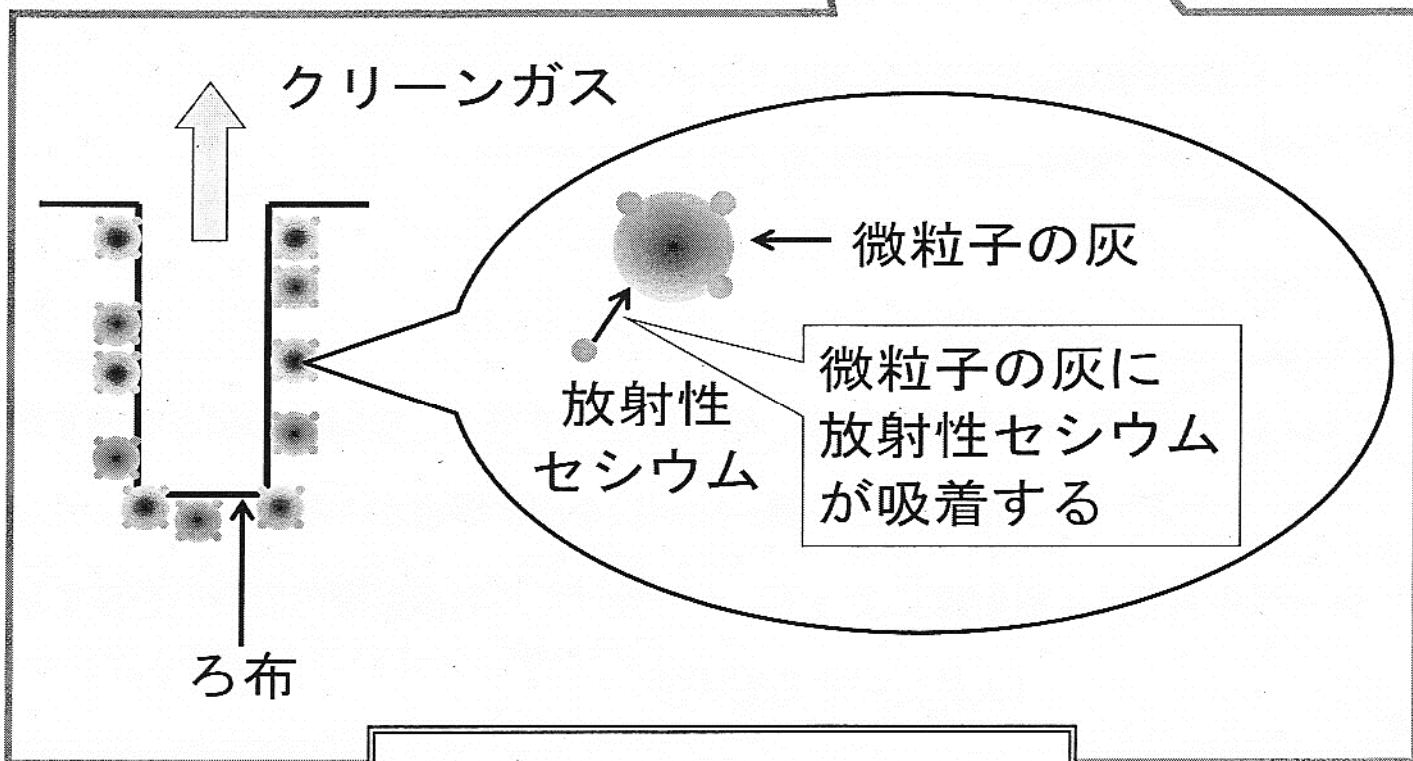 クリーンガス
微粒子の灰
放射性
セシウム
微粒子の灰に
放射性セシウム
が吸着する
ろ布